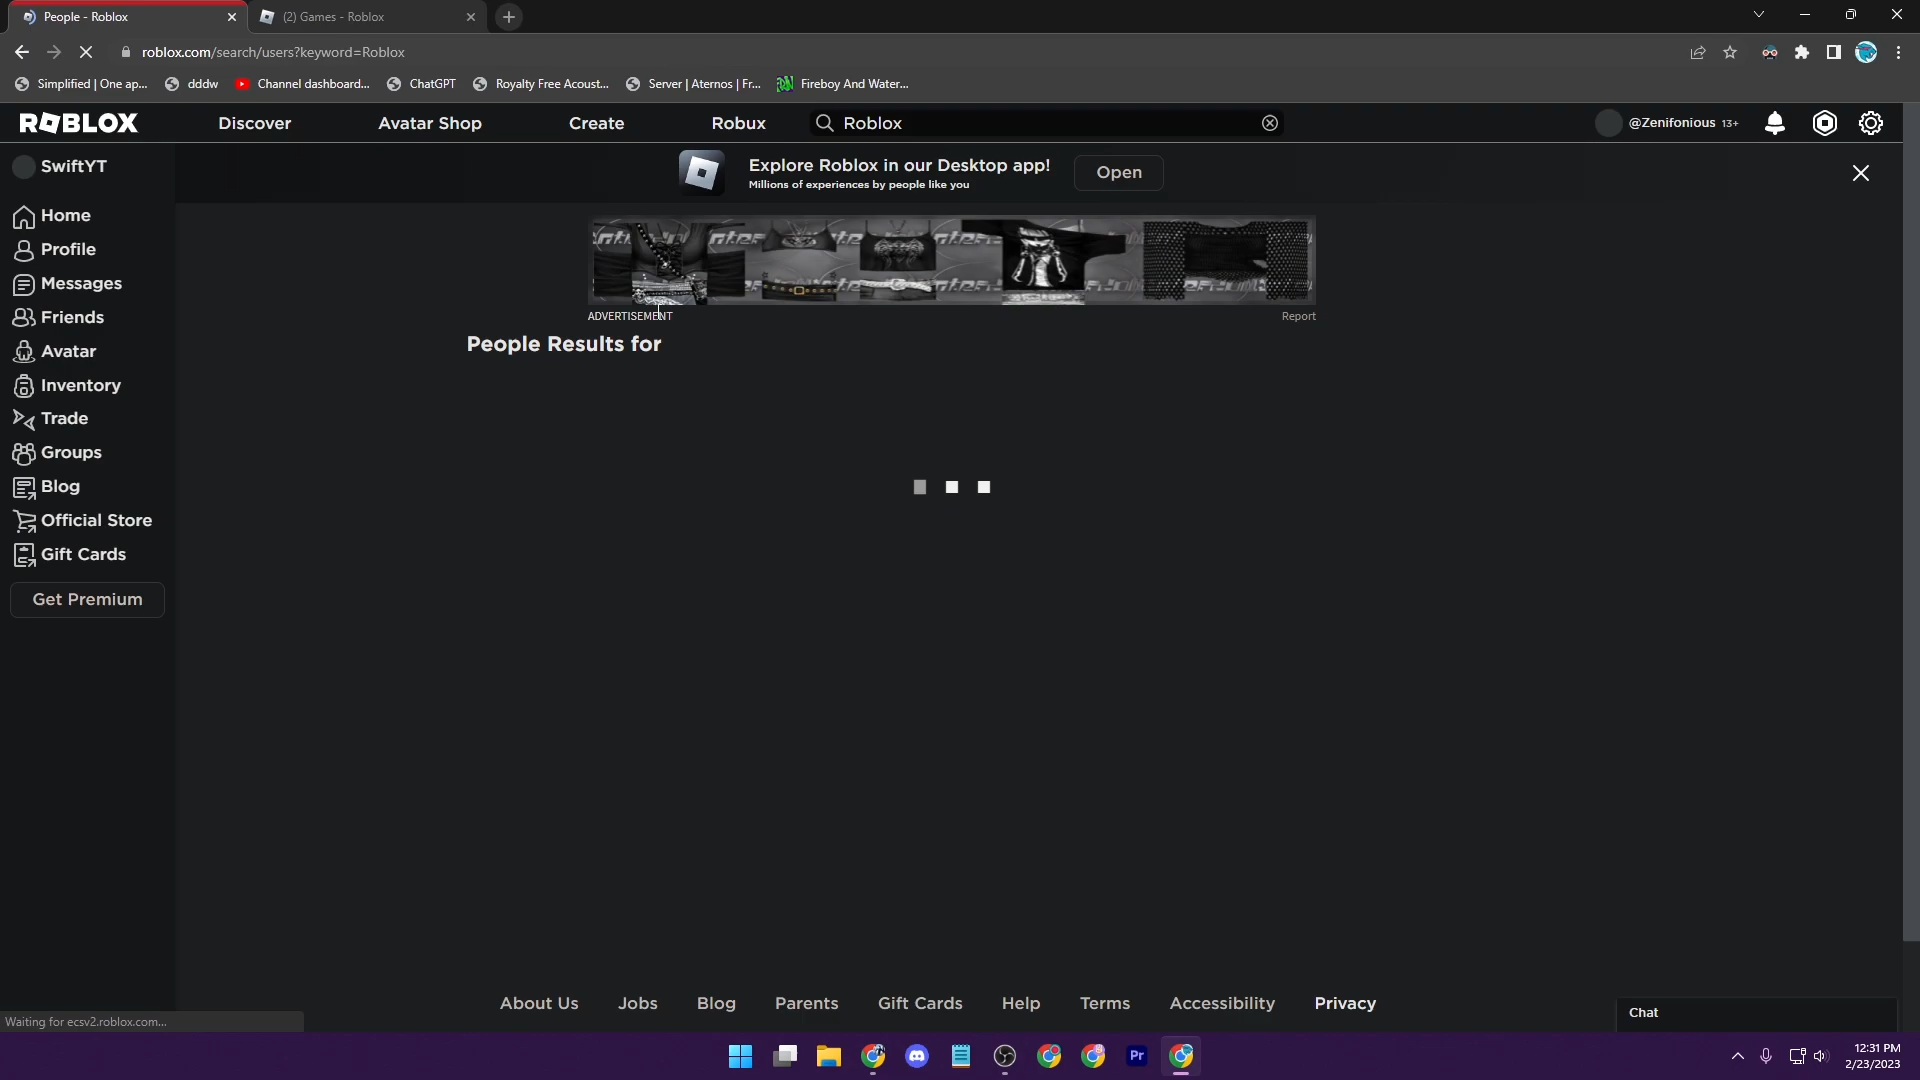 People - Roblox
(2) Games - Roblox
roblox.com/search/users?keyword=Roblox
Simplified | One ap...
dddw
Channel dashboard...
ChatGPT
Royalty Free Acoust...
Server | Aternos | Fr...
Fireboy And Water...
ROBLOX
Discover
Avatar Shop
Create
Robux
Roblox
@Zenifonious 13+
SwiftYT
Explore Roblox in our Desktop app!
Millions of experiences by people like you
Open
Home
Profile
Messages
Friends
Avatar
Inventory
Trade
Groups
Blog
Official Store
Gift Cards
Get Premium
ADVERTISEMENT
Report
People Results for
About Us
Jobs
Blog
Parents
Gift Cards
Help
Terms
Accessibility
Privacy
Chat
Waiting for ecsv2.roblox.com...
Pr
12:31 PM
2/23/2023